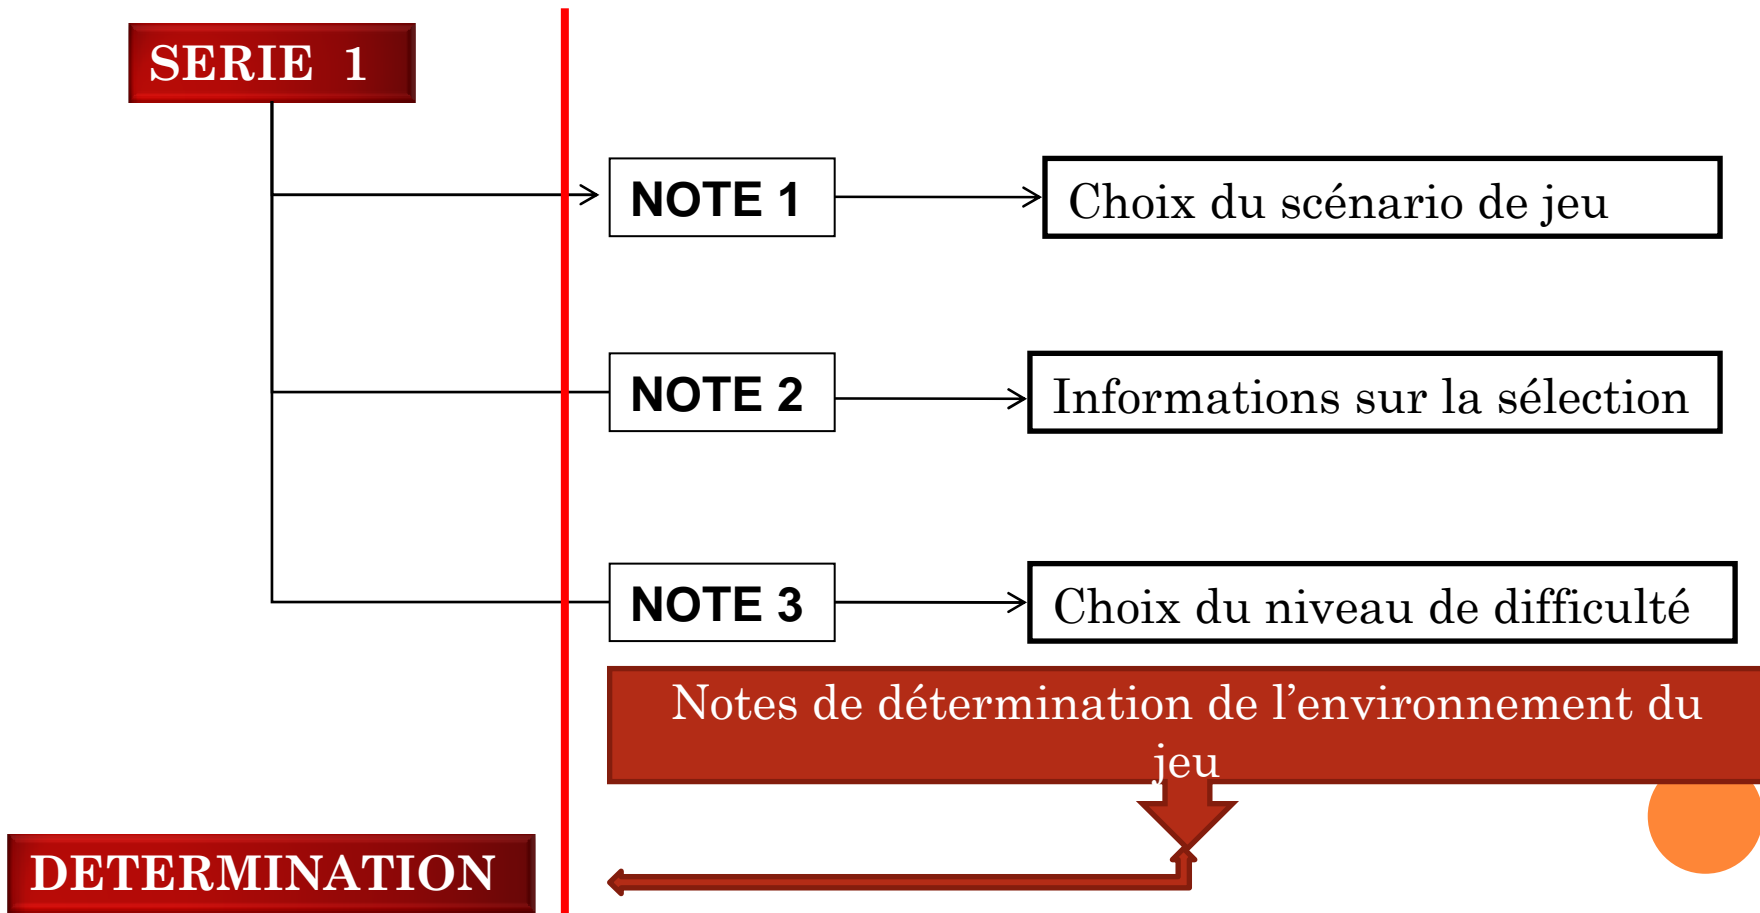 SERIE 1
NOTE 1
Choix du scénario de jeu
NOTE 2
Informations sur la sélection
NOTE 3
Choix du niveau de difficulté
Notes de détermination de l’environnement du
jeu
DETERMINATION